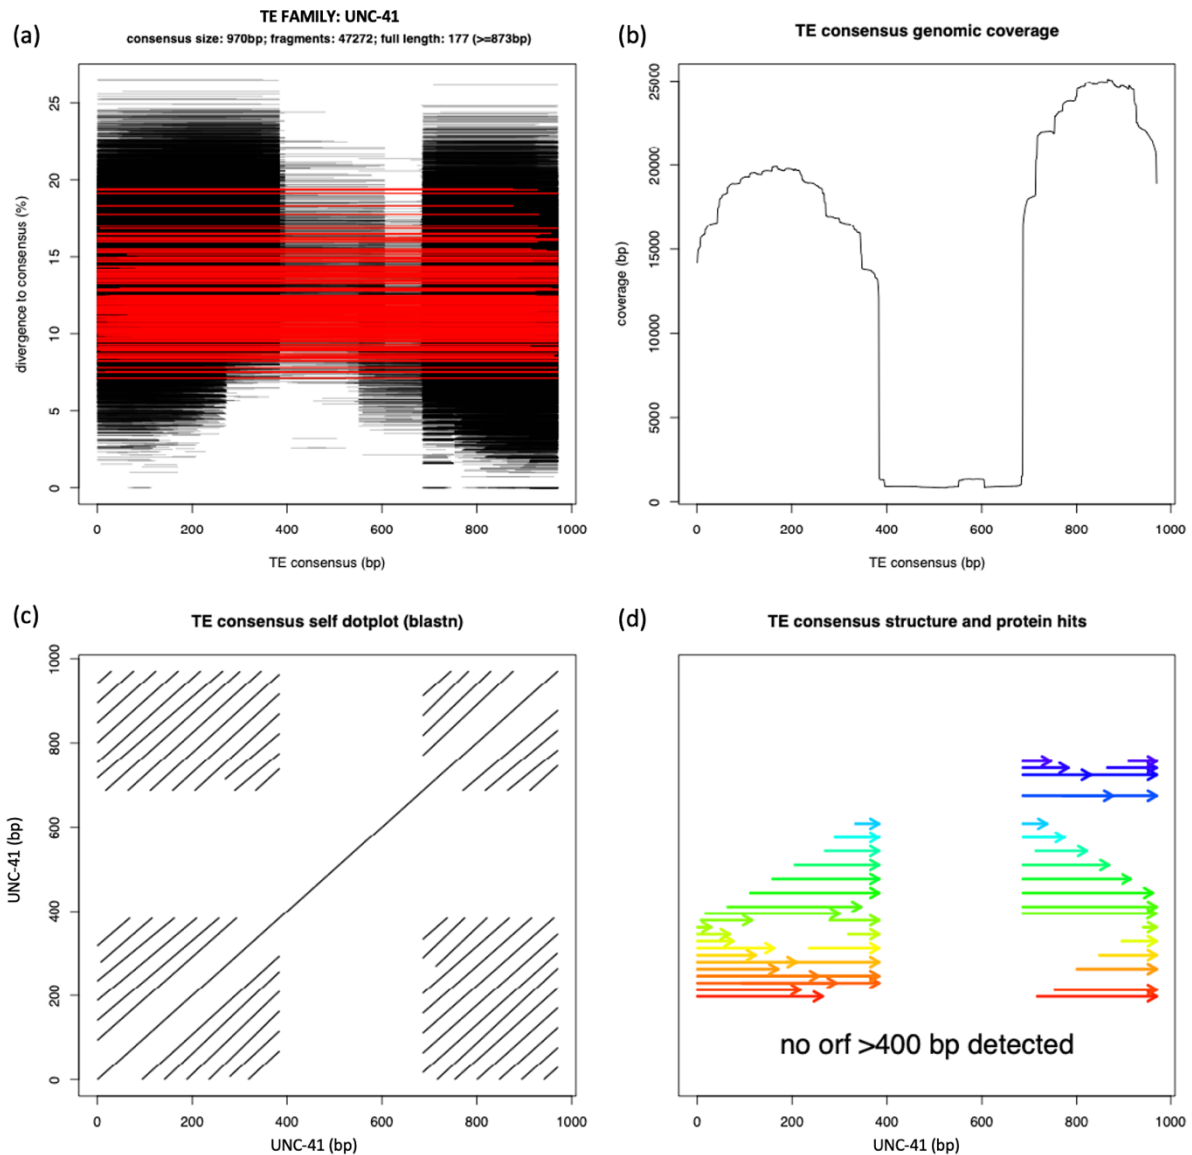 TE FAMILY: UNC-41
(a)
consensus size: 970bp; fragments: 47272; full length: 177 (>=873bp)
divergence to consensus (%)
25
20
15
10
5
0
0 200 400 600 800 1000
TE consensus (bp)
(b)
TE consensus genomic coverage
coverage (bp)
25000
20000
15000
10000
5000
0
0 200 400 600 800 1000
TE consensus (bp)
(c)
TE consensus self dotplot (blastn)
UNC-41 (bp)
1000
800
600
400
200
0
0 200 400 600 800 1000
UNC-41 (bp)
(d)
TE consensus structure and protein hits
no orf >400 bp detected
0 200 400 600 800 1000
UNC-41 (bp)